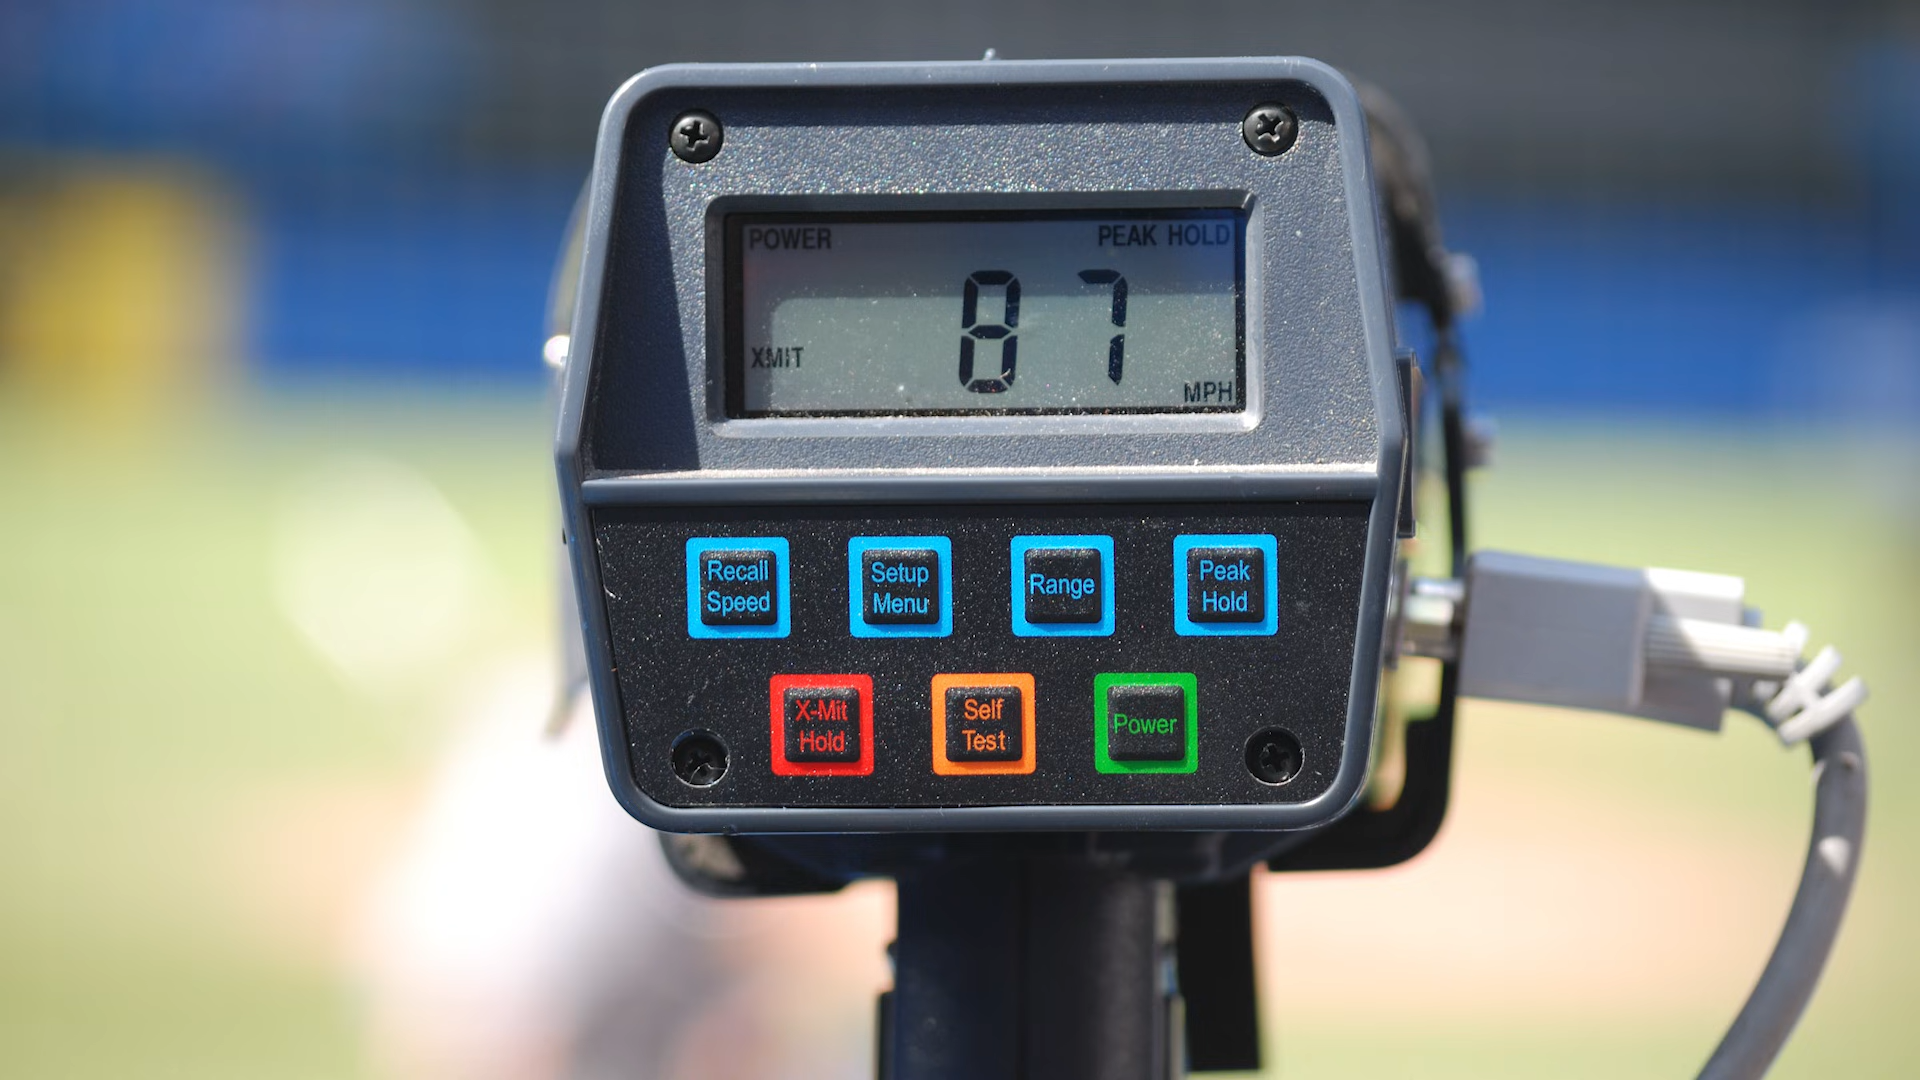 POWER PEAK HOLD
87
XMIT
MPH
Recall Speed
Setup Menu
Range
Peak Hold
X-Mit Hold
Self Test
Power